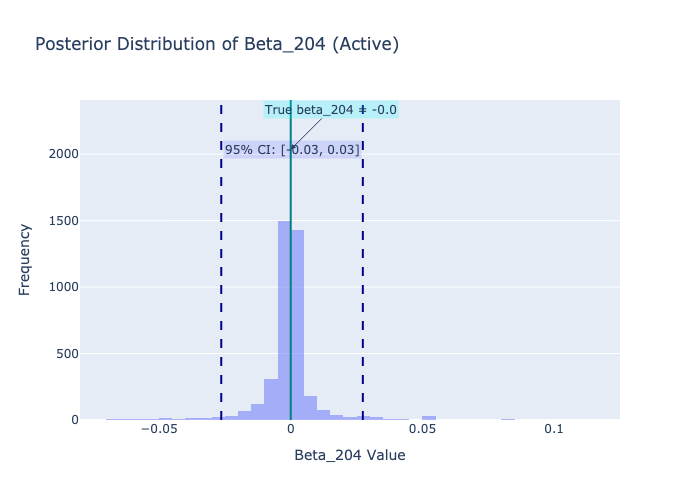 Posterior Distribution of Beta_204 (Active)
True beta_204 = -0.0
95% CI: [-0.03, 0.03]
2000
1500
1000
500
0
Frequency
−0.05
0
0.05
0.1
Beta_204 Value